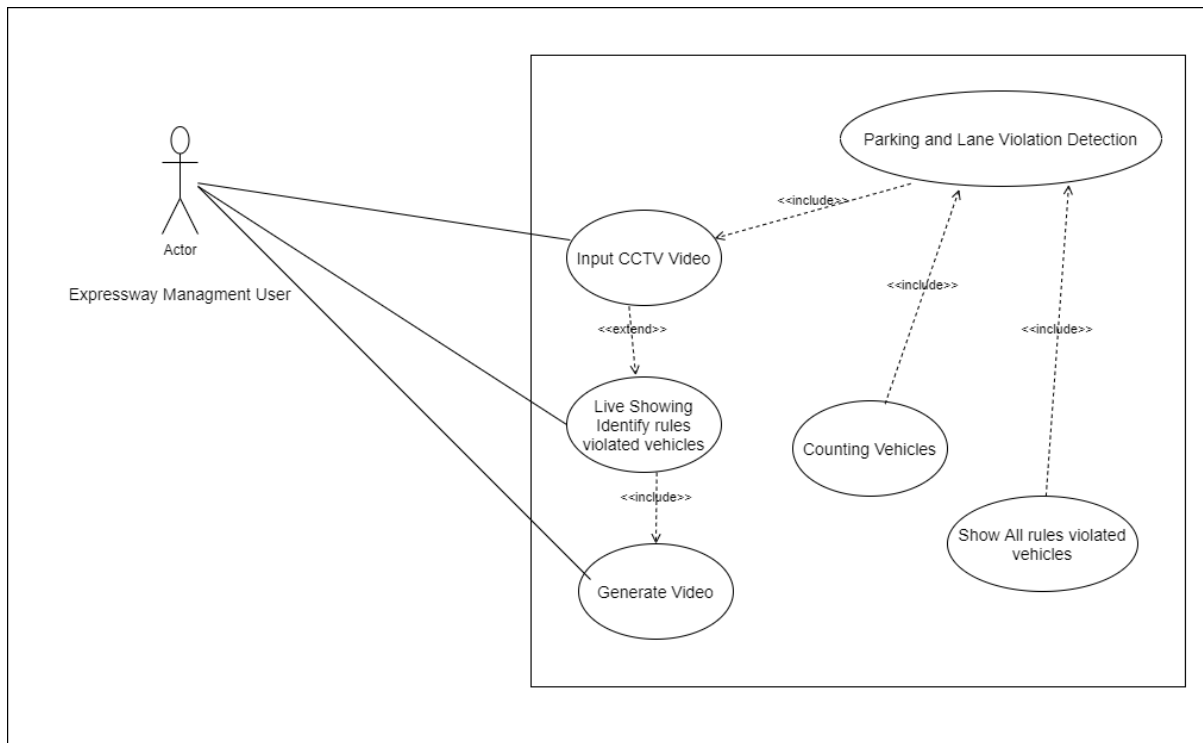 Parking and Lane Violation Detection
<<include>>
Actor
Input CCTV Video
Expressway Managment User
<<include>>
<<extend>>
<<include>>
Live Showing
Identify rules
violated vehicles
Counting Vehicles
<<include>>
Show All rules violated
vehicles
Generate Video